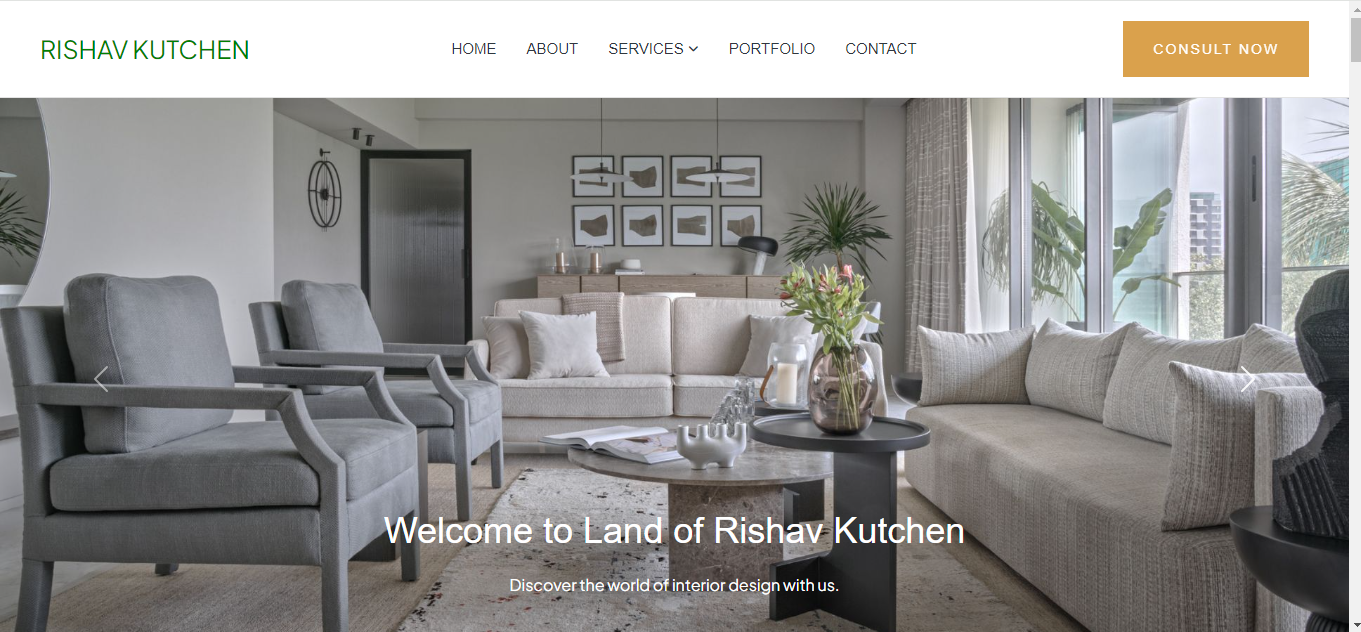 RISHAV KUTCHEN
HOME ABOUT SERVICES PORTFOLIO CONTACT
CONSULT NOW
Welcome to Land of Rishav Kutchen
Discover the world of interior design with us.